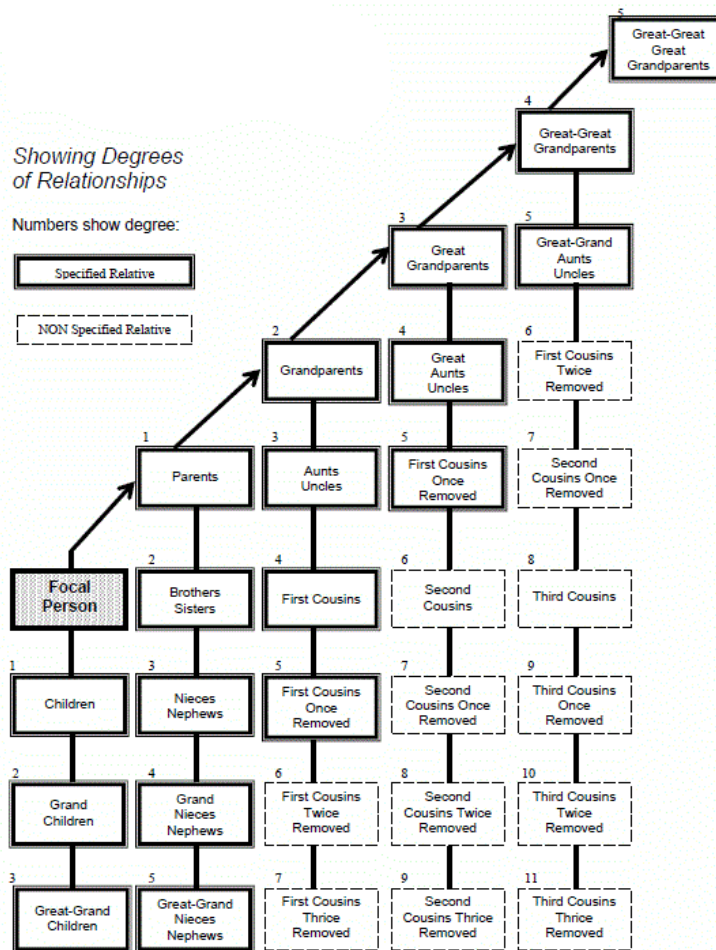 5
Great-Great
Great
Grandparents
4
Great-Great
Grandparents
Showing Degrees
of Relationships
Numbers show degree:
Specified Relative
NON Specified Relative
3
Great
Grandparents
5
Great-Grand
Aunts
Uncles
2
Grandparents
4
Great
Aunts
Uncles
6
First Cousins
Twice
Removed
1
Parents
3
Aunts
Uncles
5
First Cousins
Once
Removed
7
Second
Cousins Once
Removed
Focal
Person
2
Brothers
Sisters
4
First Cousins
6
Second
Cousins
8
Third Cousins
1
Children
3
Nieces
Nephews
5
First Cousins
Once
Removed
7
Second
Cousins Once
Removed
9
Third Cousins
Once
Removed
2
Grand
Children
4
Grand
Nieces
Nephews
6
First Cousins
Twice
Removed
8
Second
Cousins Twice
Removed
10
Third Cousins
Twice
Removed
3
Great-Grand
Children
5
Great-Grand
Nieces
Nephews
7
First Cousins
Thrice
Removed
9
Second
Cousins Thrice
Removed
11
Third Cousins
Thrice
Removed